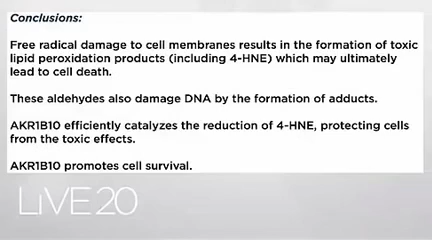 Conclusions:
Free radical damage to cell membranes results in the formation of toxic
lipid peroxidation products (including 4-HNE) which may ultimately
lead to cell death.
These aldehydes also damage DNA by the formation of adducts.
AKR1B10 efficiently catalyzes the reduction of 4-HNE, protecting cells
from the toxic effects.
AKR1B10 promotes cell survival.
LiVE 20